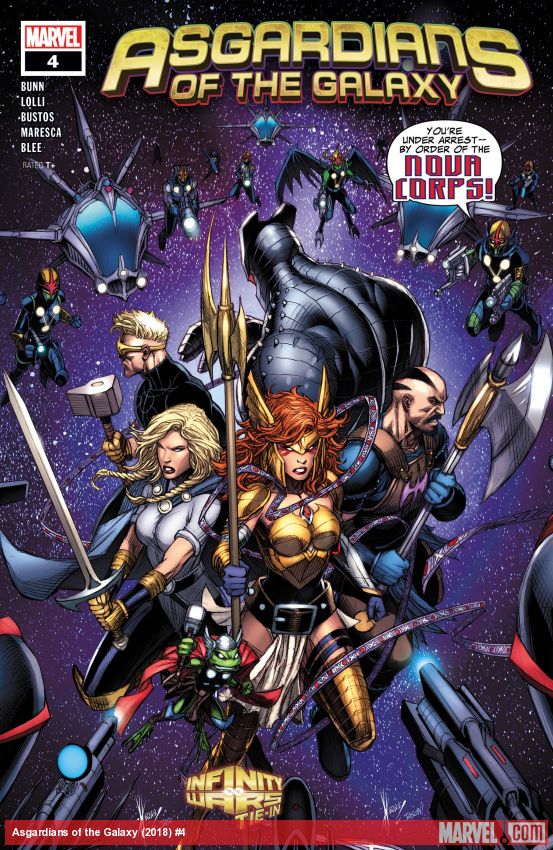 MARVEL
4
BUNN
LOLLI
BUSTOS
MARESCA
BLEE
RATED T+
ASGARDIANS
OF THE GALAXY
YOU'RE
UNDER ARREST--
BY ORDER OF THE
NOVA
CORPS!
INFINITY
WARS
TIE-IN
Asgardians of the Galaxy (2018) #4
MARVEL.COM